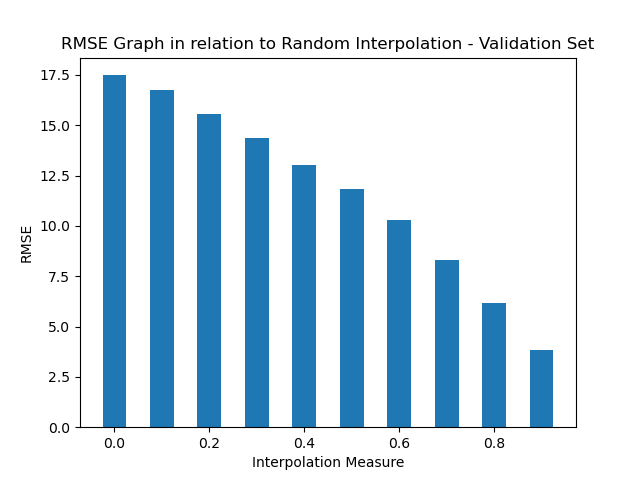 RMSE Graph in relation to Random Interpolation - Validation Set
17.5
15.0
12.5
10.0
7.5
5.0
2.5
0.0
RMSE
0.0 0.2 0.4 0.6 0.8
Interpolation Measure